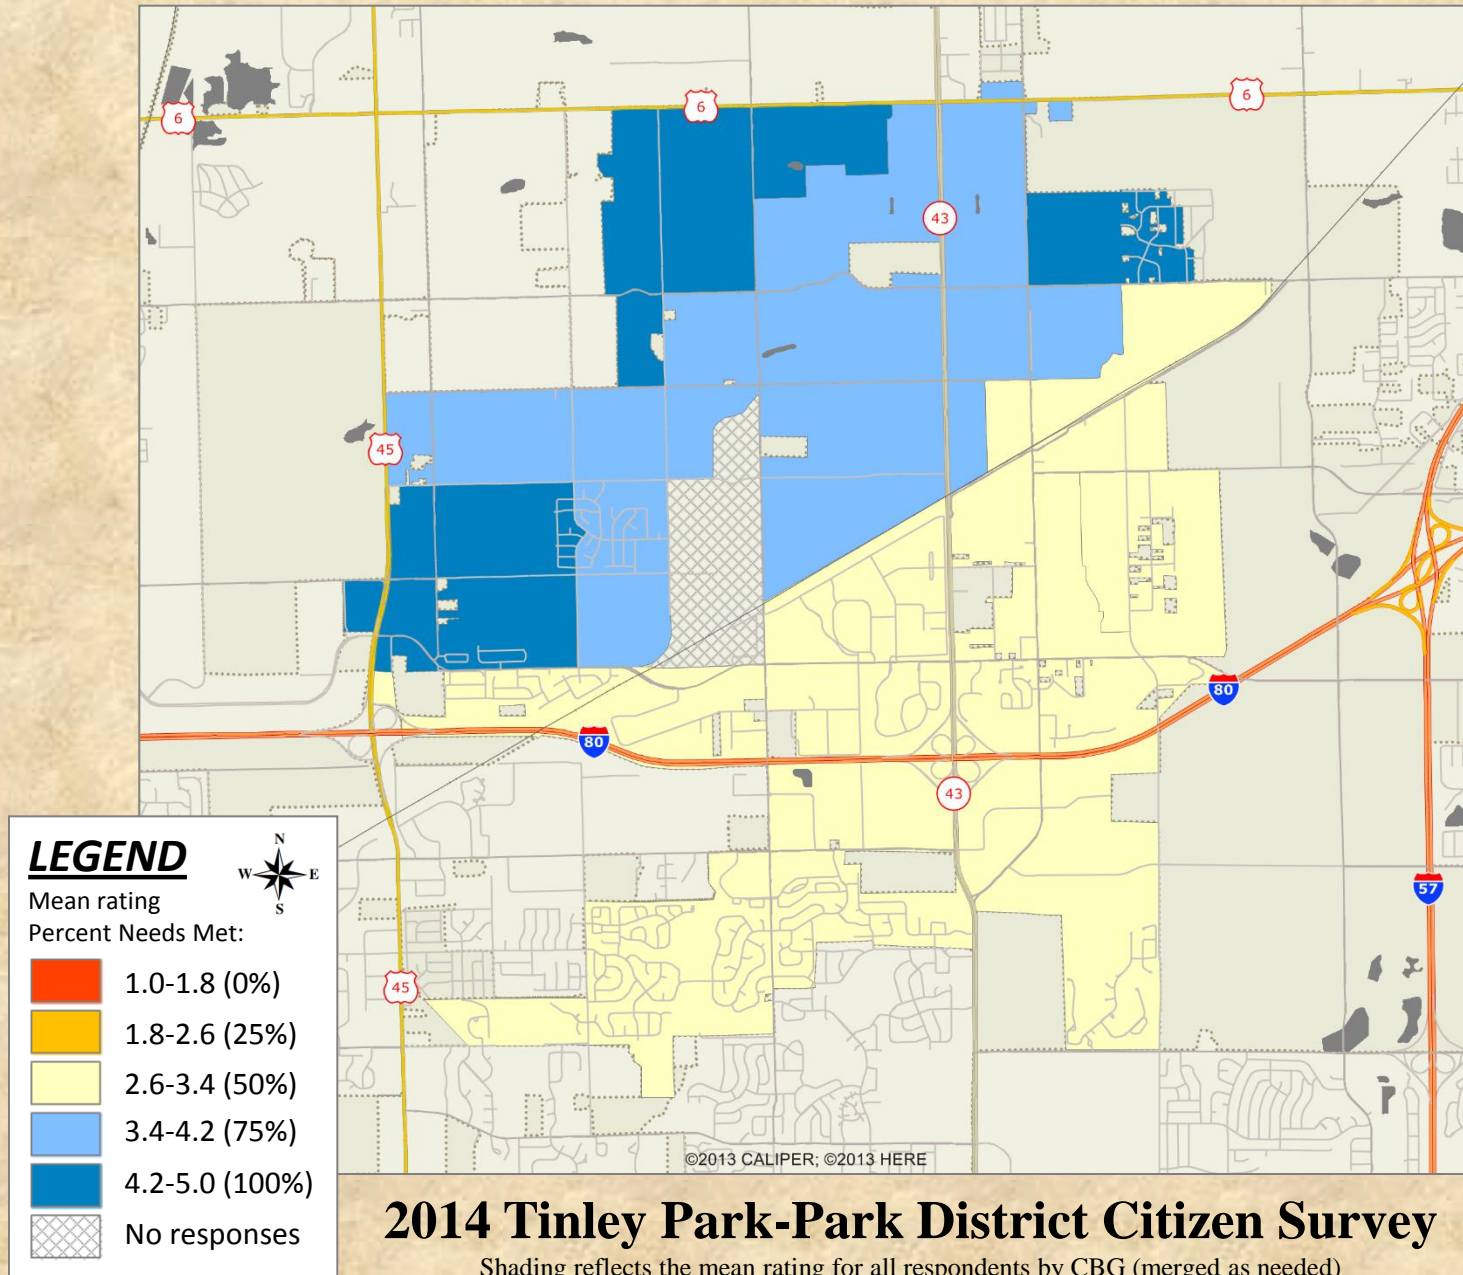 6
6
6
43
45
80
80
43
57
45
LEGEND
N
W E
S
Mean rating
Percent Needs Met:
1.0-1.8 (0%)
1.8-2.6 (25%)
2.6-3.4 (50%)
3.4-4.2 (75%)
4.2-5.0 (100%)
No responses
©2013 CALIPER; ©2013 HERE
2014 Tinley Park-Park District Citizen Survey
Shading reflects the mean rating for all respondents by CBG (merged as needed)